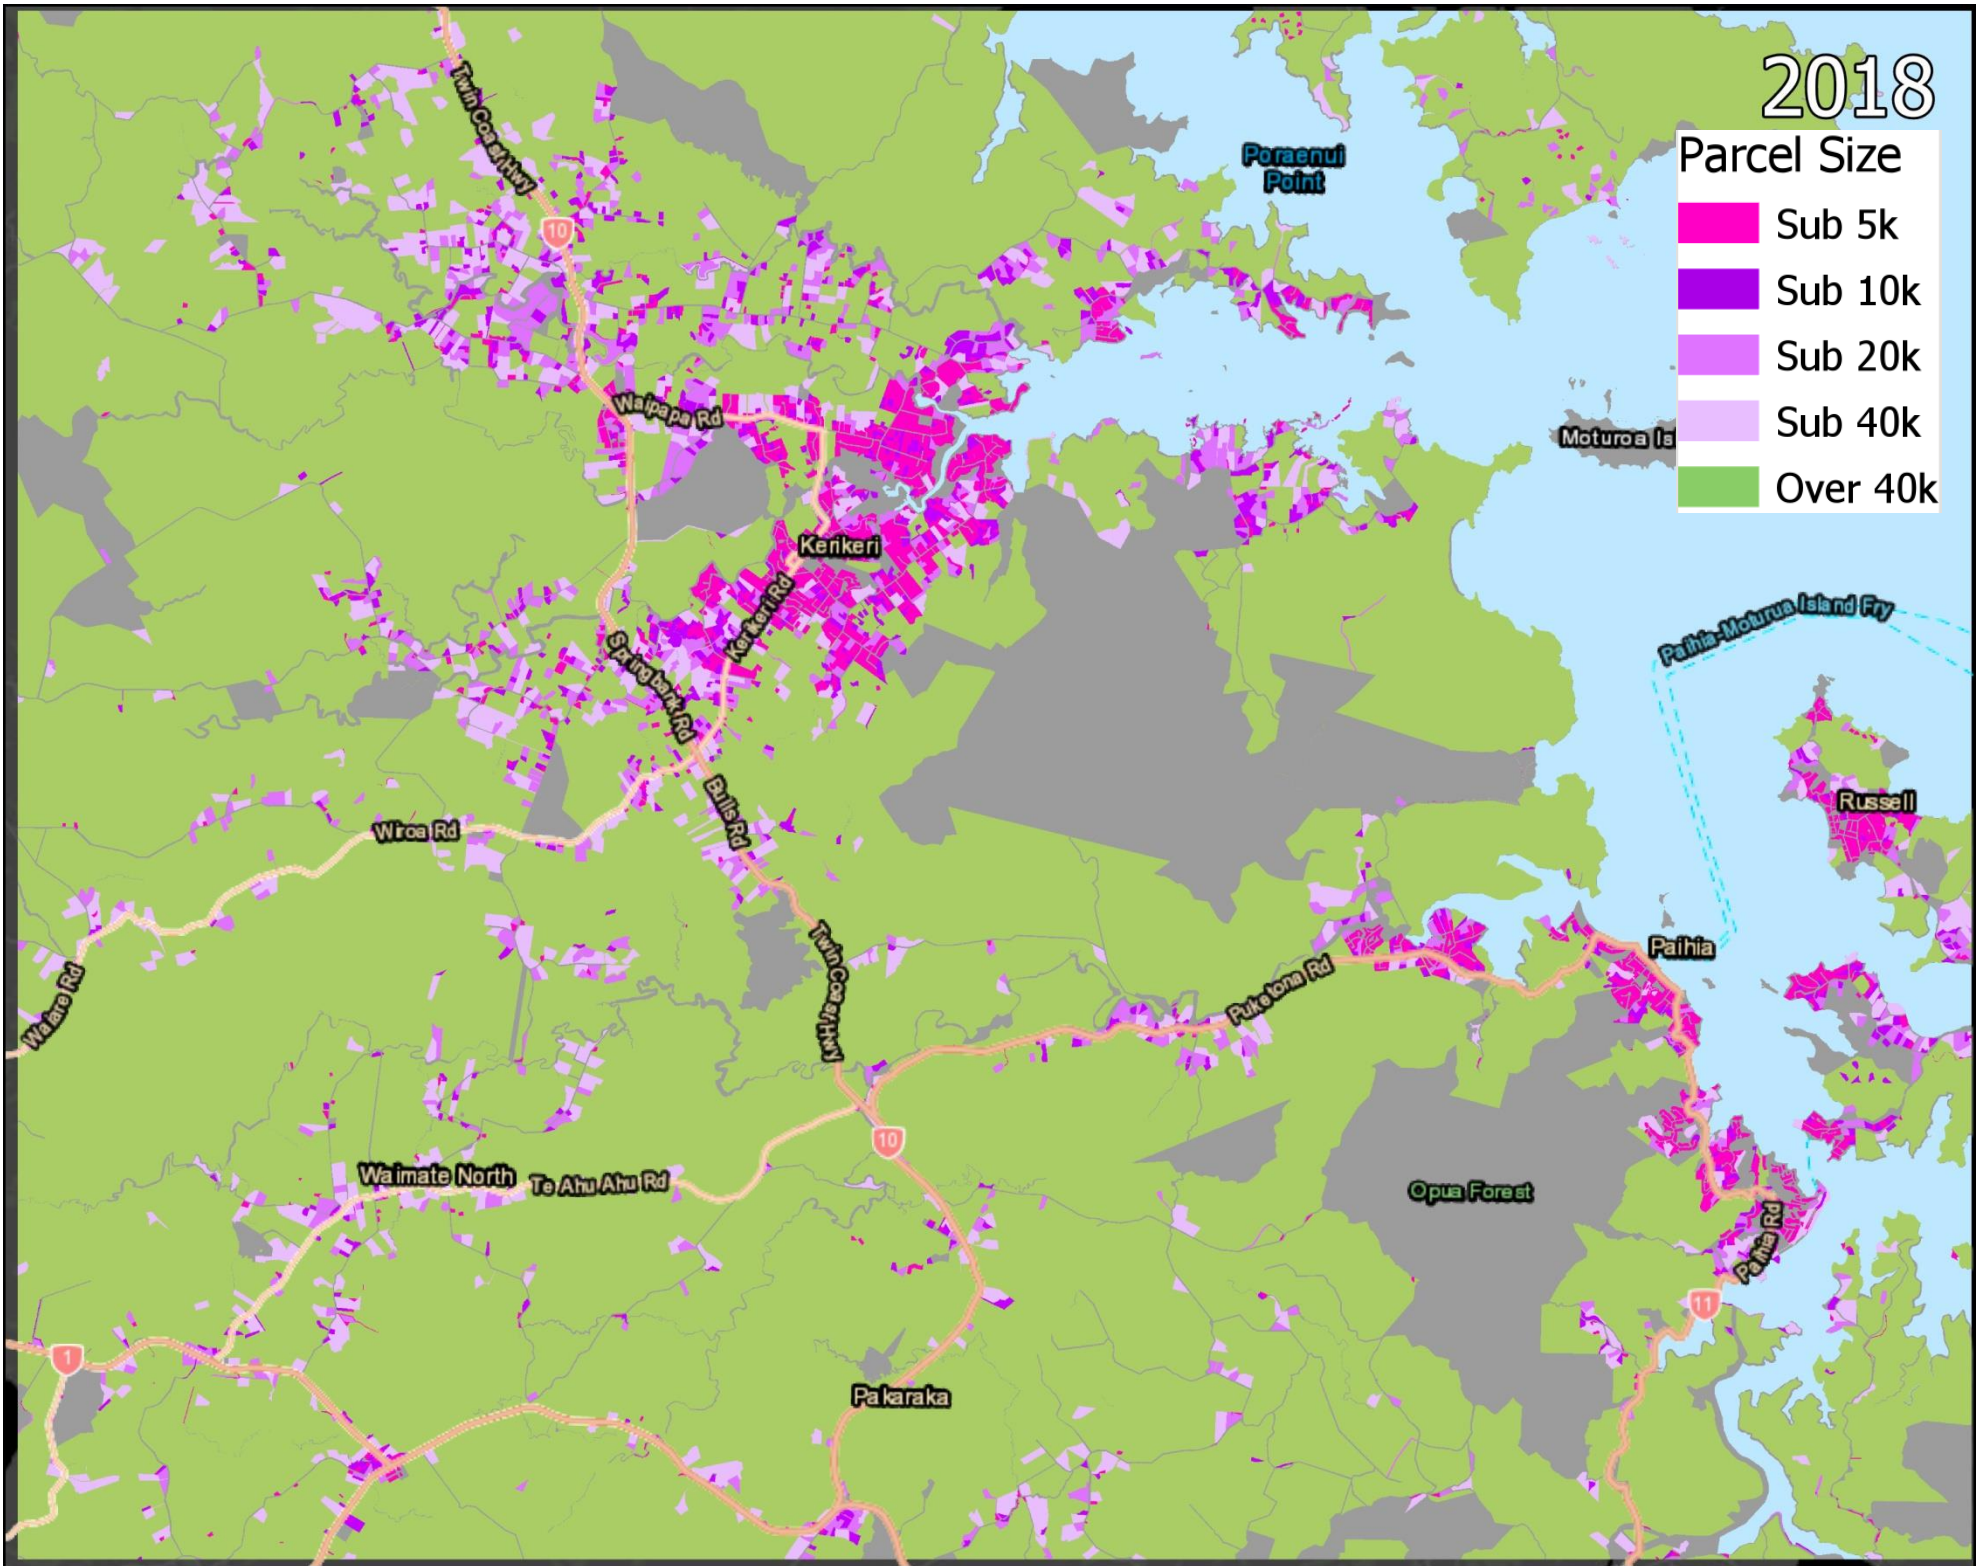 2018
Parcel Size
Sub 5k
Sub 10k
Sub 20k
Sub 40k
Over 40k
Twin Coast Hwy
10
Poraenui
Point
Waipapa Rd
Moturoa Is
Kerikeri
Kerikeri Rd
Springbank Rd
Paihia-Moturua Island Fry
Bulls Rd
Russell
Wiroa Rd
Waiare Rd
Twin Coast Hwy
Paihia
Puketona Rd
10
Waimate North
Te Ahu Ahu Rd
Opua Forest
Paihia Rd
11
1
Pakaraka